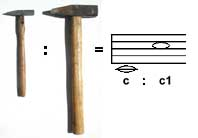 : =
c : c1